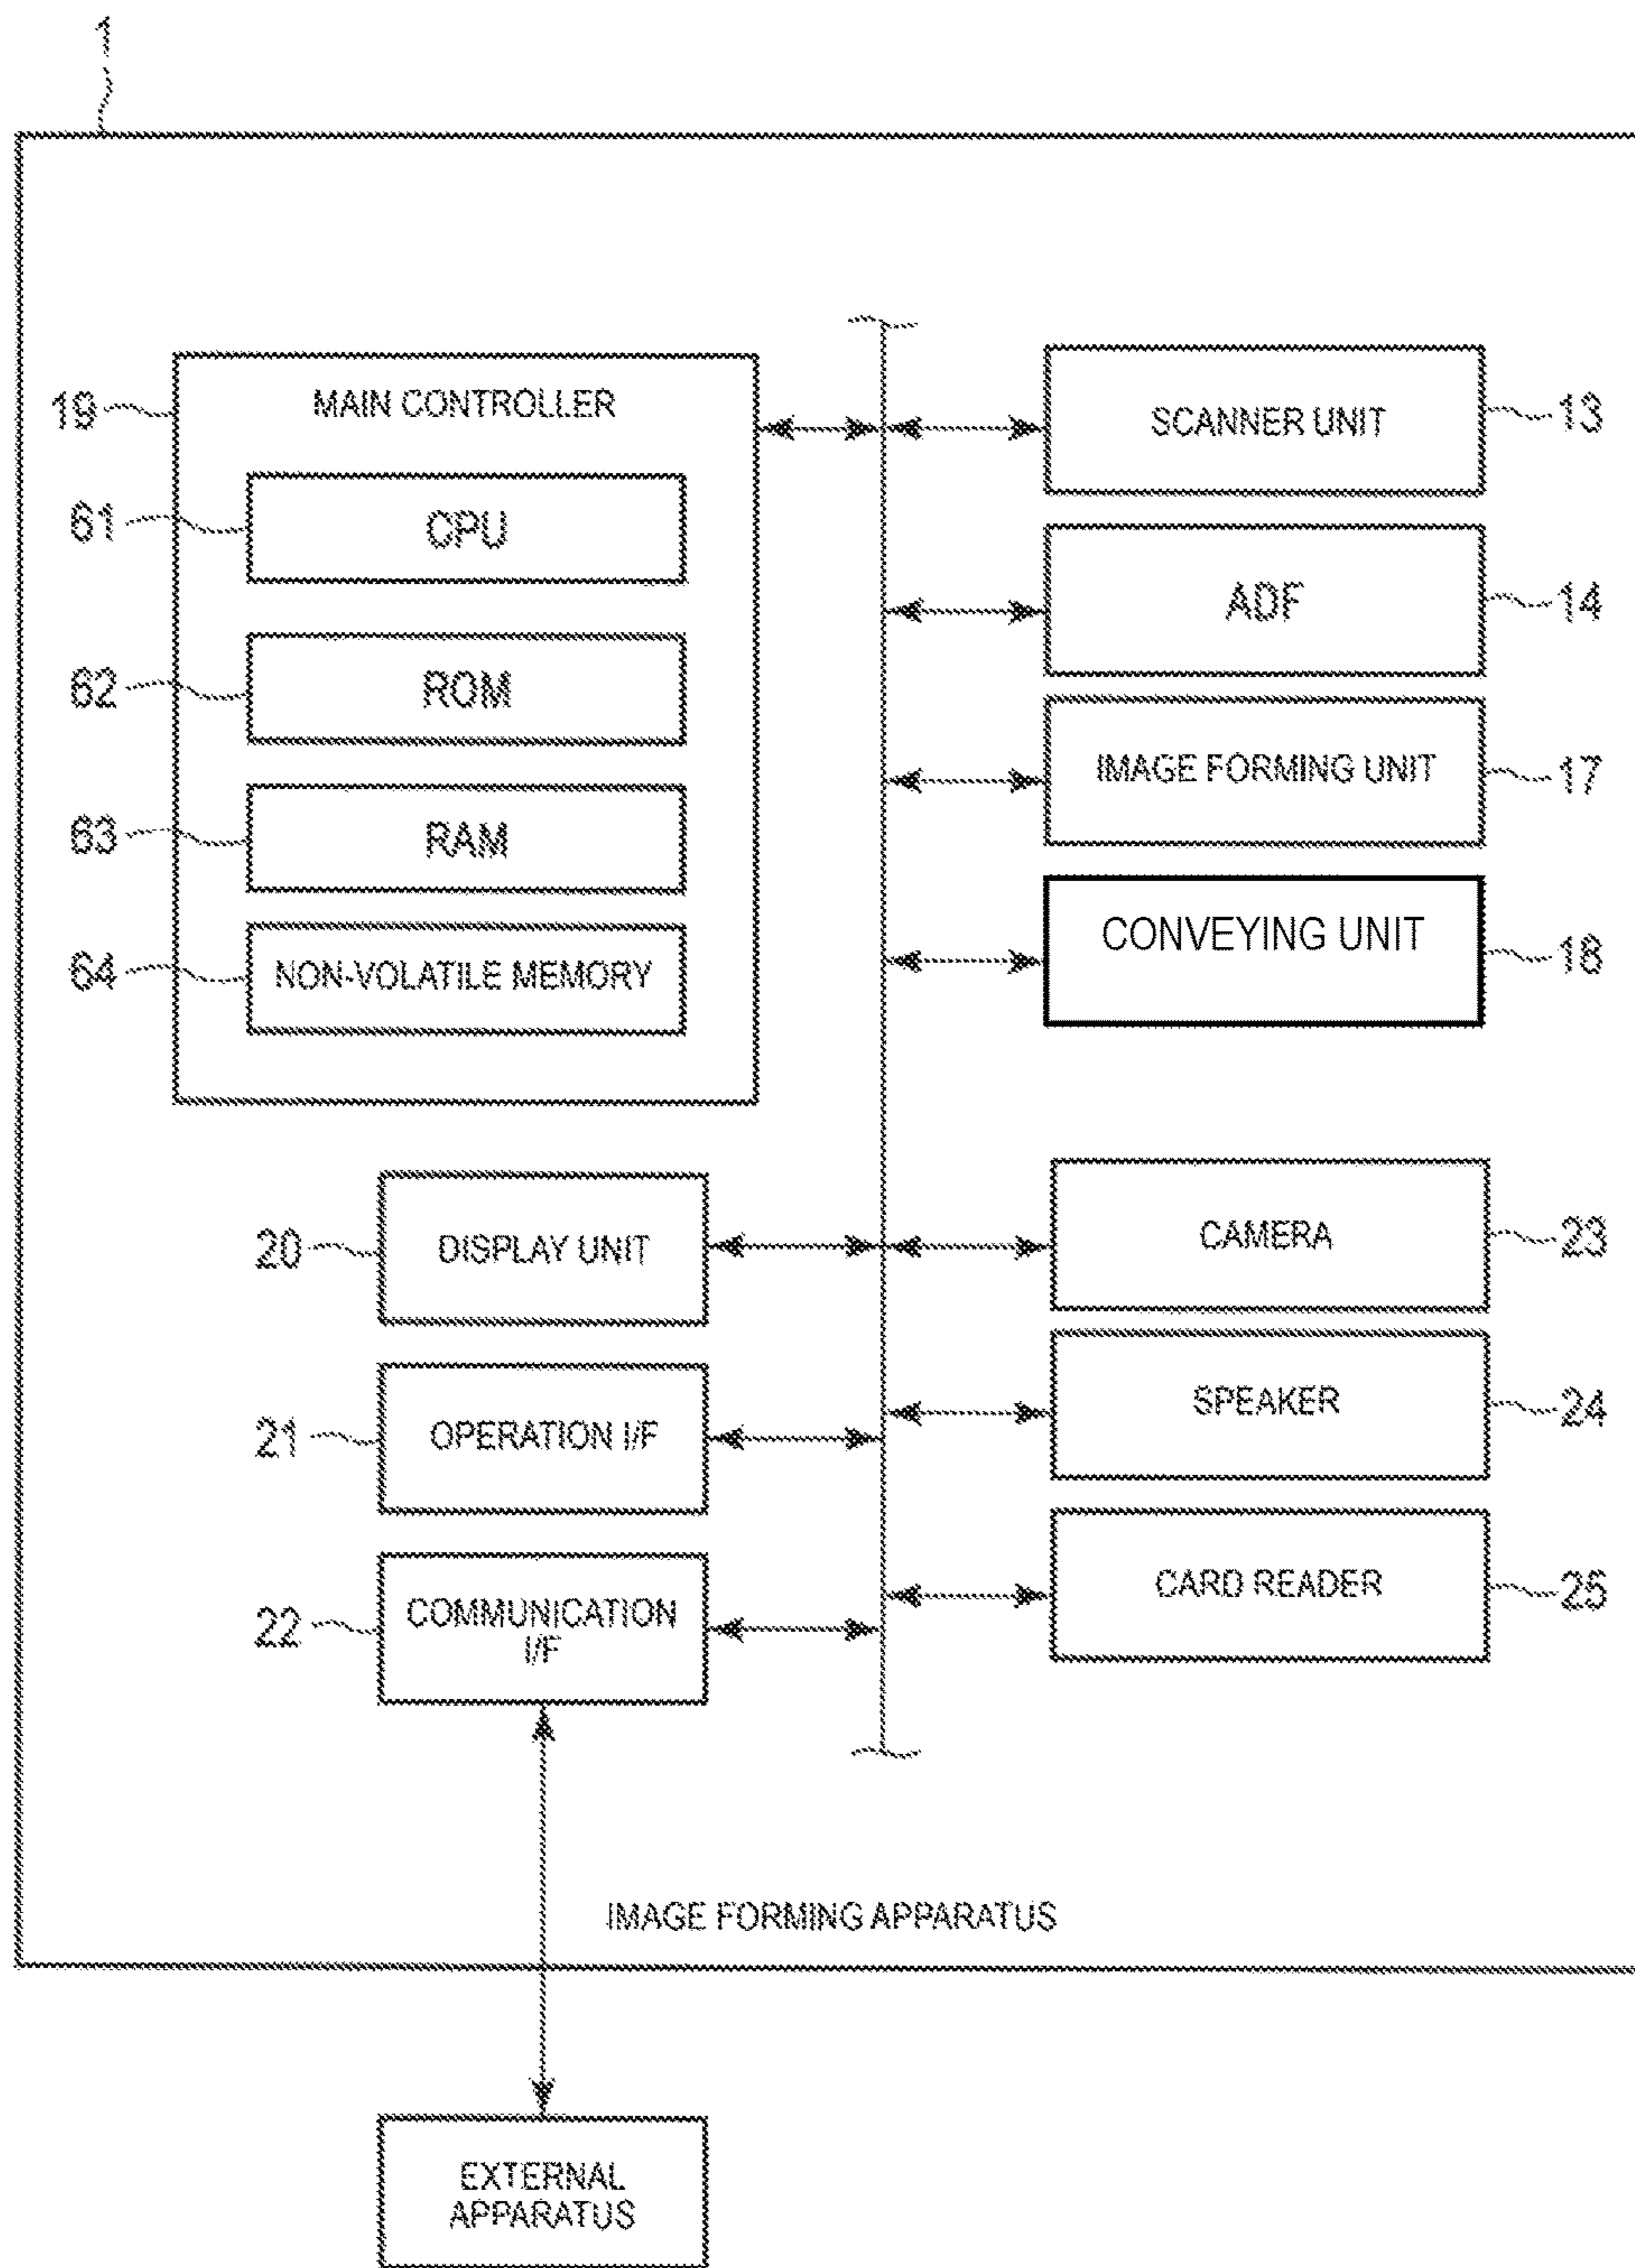 1
19
MAIN CONTROLLER
61
CPU
62
ROM
63
RAM
64
NON-VOLATILE MEMORY
SCANNER UNIT
13
ADF
14
IMAGE FORMING UNIT
17
CONVEYING UNIT
18
20
DISPLAY UNIT
21
OPERATION I/F
22
COMMUNICATION
I/F
CAMERA
23
SPEAKER
24
CARD READER
25
IMAGE FORMING APPARATUS
EXTERNAL
APPARATUS